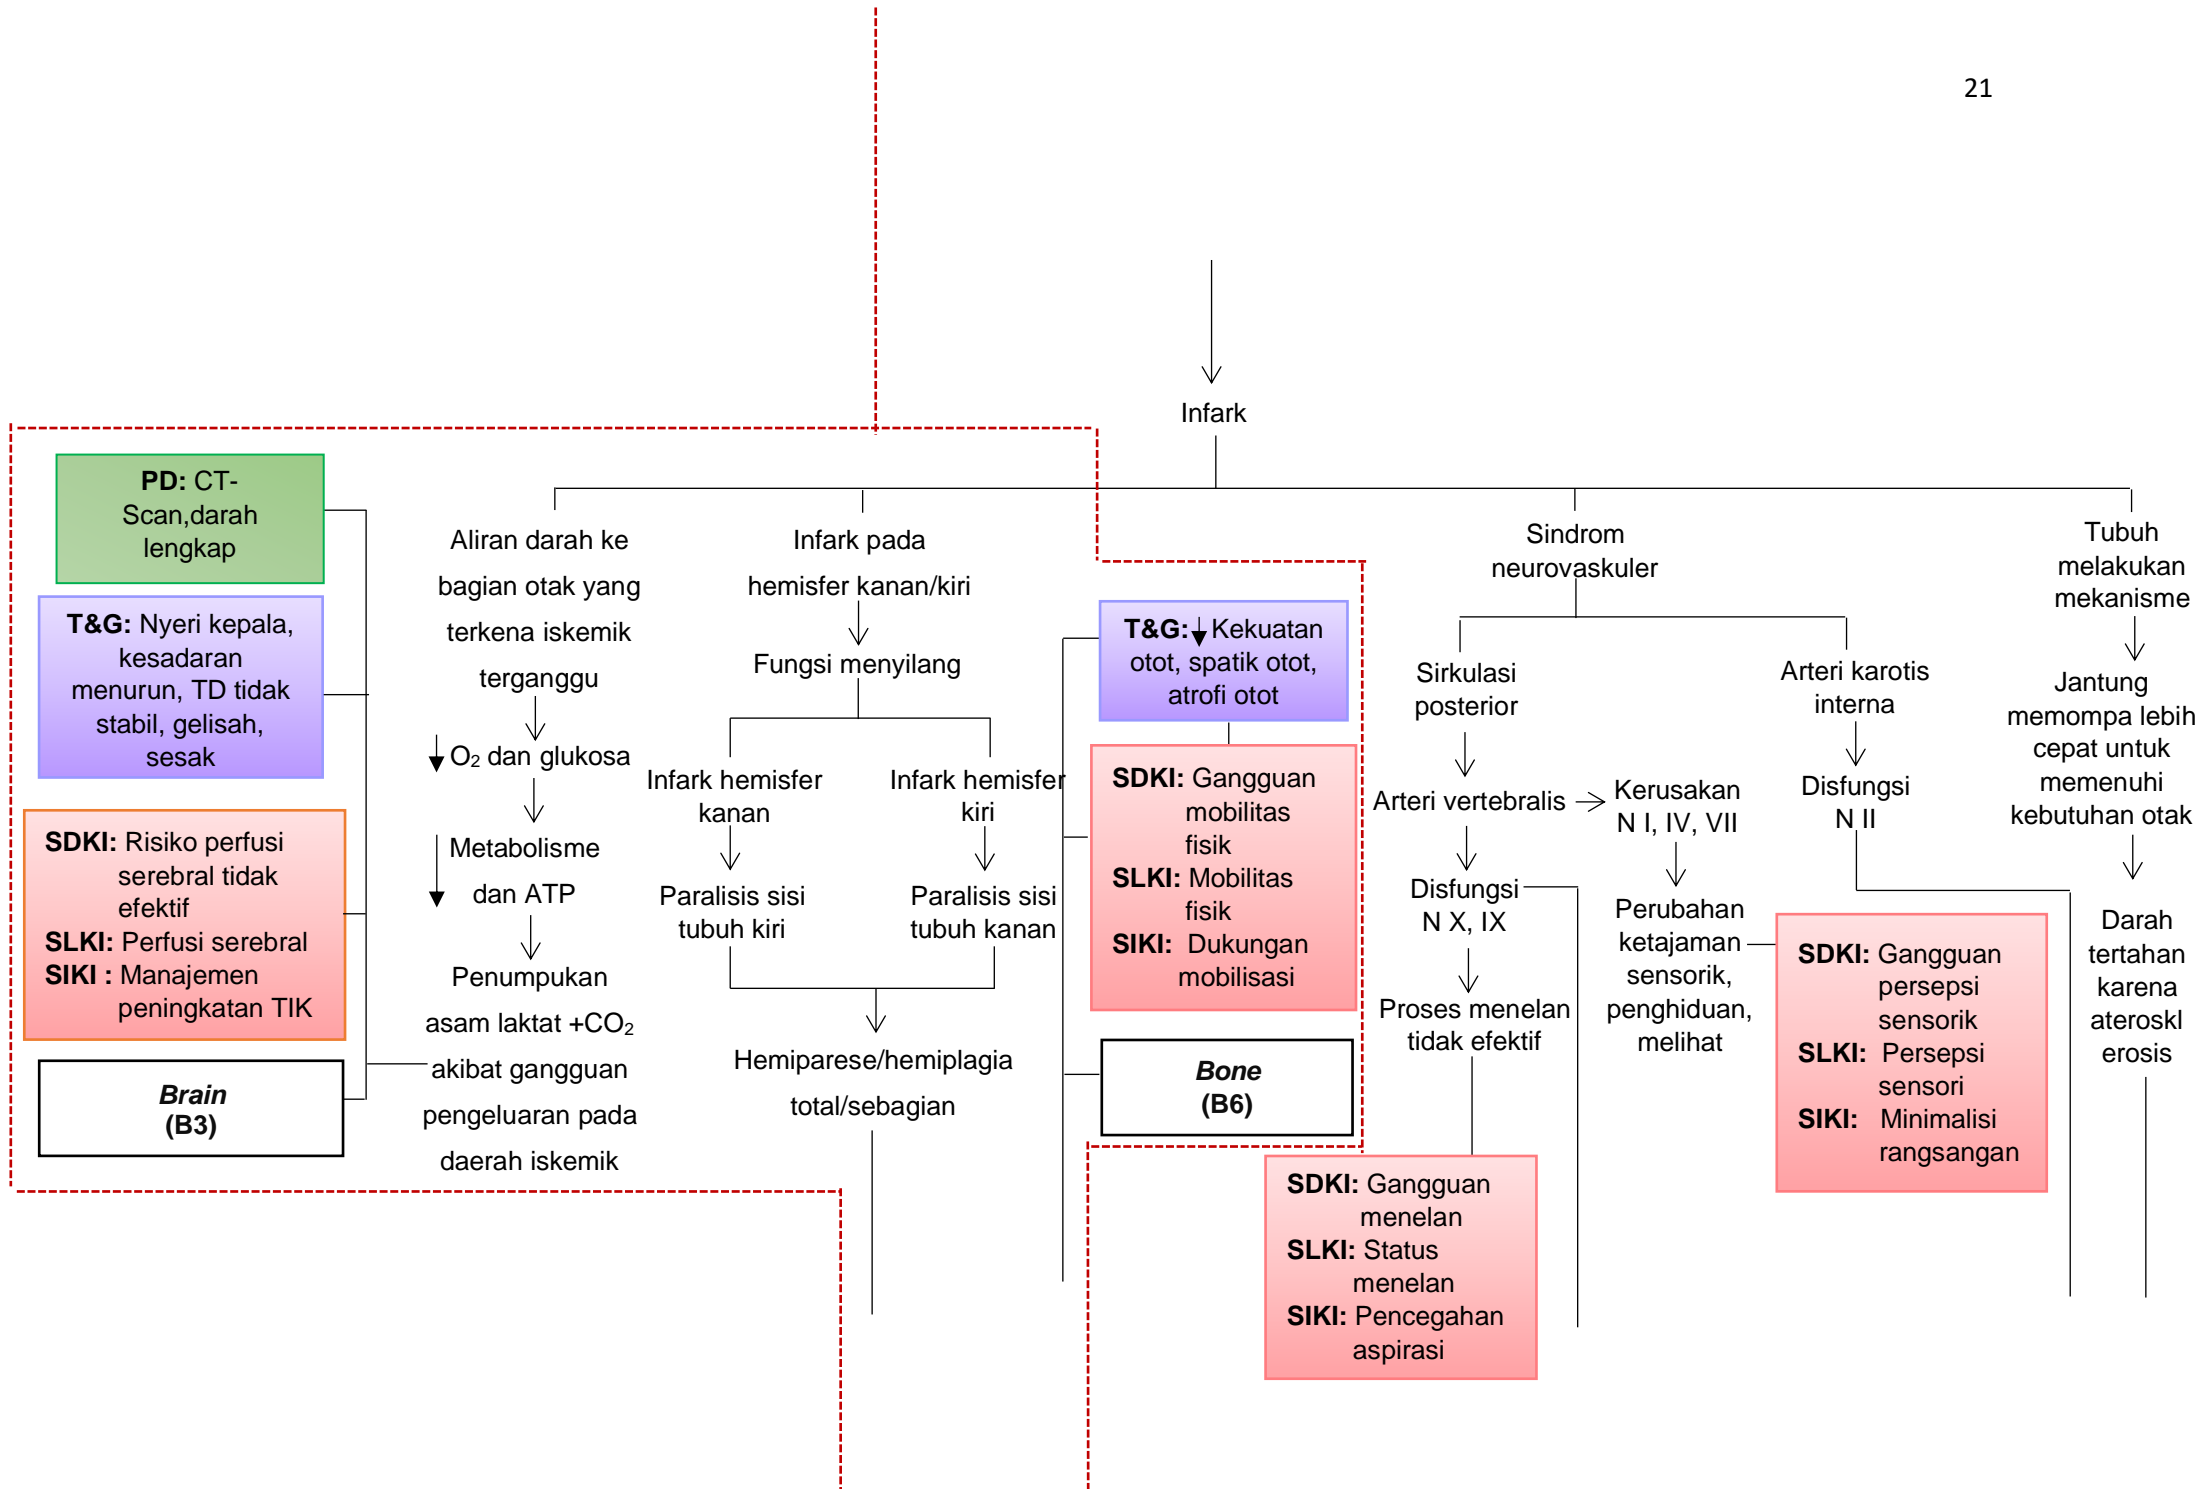 21
Infark
PD: CT-
Scan,darah
lengkap
T&G: Nyeri kepala,
kesadaran
menurun, TD tidak
stabil, gelisah,
sesak
SDKI: Risiko perfusi
serebral tidak
efektif
SLKI: Perfusi serebral
SIKI : Manajemen
peningkatan TIK
Brain
(B3)
Aliran darah ke
bagian otak yang
terkena iskemik
terganggu
O₂ dan glukosa
Metabolisme
dan ATP
Penumpukan
asam laktat +CO₂
akibat gangguan
pengeluaran pada
daerah iskemik
Infark pada
hemisfer kanan/kiri
Fungsi menyilang
Infark hemisfer
kanan
Paralisis sisi
tubuh kiri
Infark hemisfer
kiri
Paralisis sisi
tubuh kanan
Hemiparese/hemiplagia
total/sebagian
T&G: ↓ Kekuatan
otot, spatik otot,
atrofi otot
SDKI: Gangguan
mobilitas
fisik
SLKI: Mobilitas
fisik
SIKI: Dukungan
mobilisasi
Bone
(B6)
Sindrom
neurovaskuler
Sirkulasi
posterior
Arteri vertebralis
Disfungsi
N X, IX
Proses menelan
tidak efektif
SDKI: Gangguan
menelan
SLKI: Status
menelan
SIKI: Pencegahan
aspirasi
Kerusakan
N I, IV, VII
Perubahan
ketajaman
sensorik,
penghiduan,
melihat
Arteri karotis
interna
Disfungsi
N II
SDKI: Gangguan
persepsi
sensorik
SLKI: Persepsi
sensori
SIKI: Minimalisi
rangsangan
Tubuh
melakukan
mekanisme
Jantung
memompa lebih
cepat untuk
memenuhi
kebutuhan otak
Darah
tertahan
karena
ateroskl
erosis